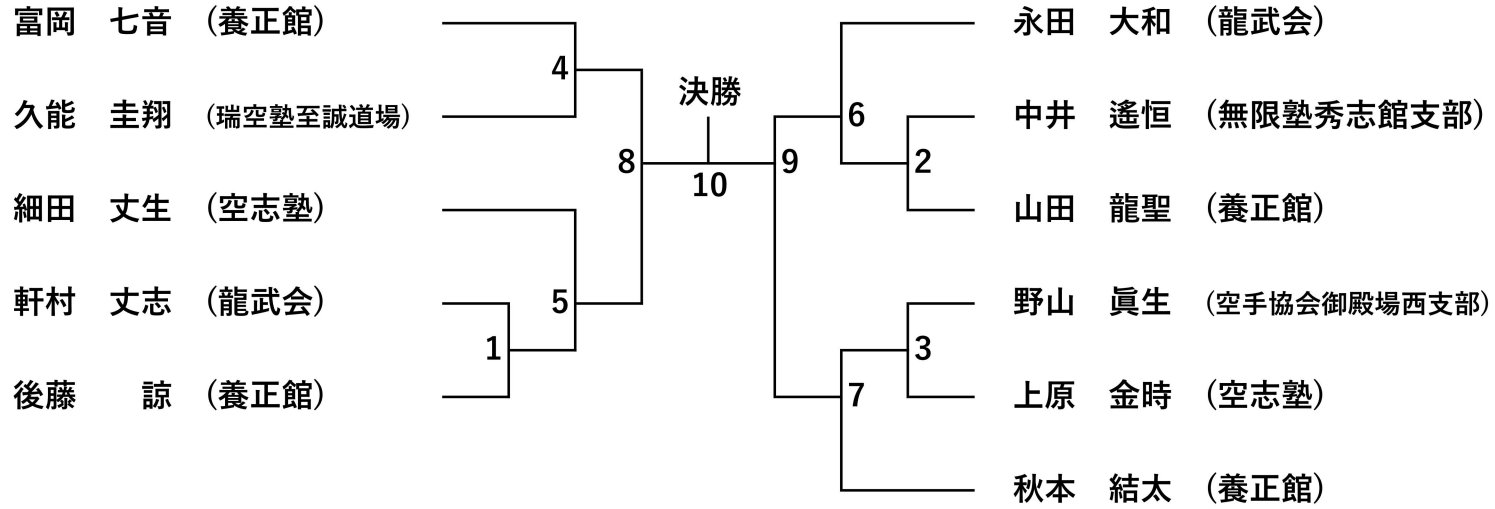 富岡　七音　(養正館)
久能　圭翔　(瑞空塾至誠道場)
細田　丈生　(空志塾)
軒村　丈志　(龍武会)
後藤　　諒　(養正館)
4
8
5
1
決勝
10
9
6
2
3
7
永田　大和　(龍武会)
中井　遙恒　(無限塾秀志館支部)
山田　龍聖　(養正館)
野山　眞生　(空手協会御殿場西支部)
上原　金時　(空志塾)
秋本　結太　(養正館)